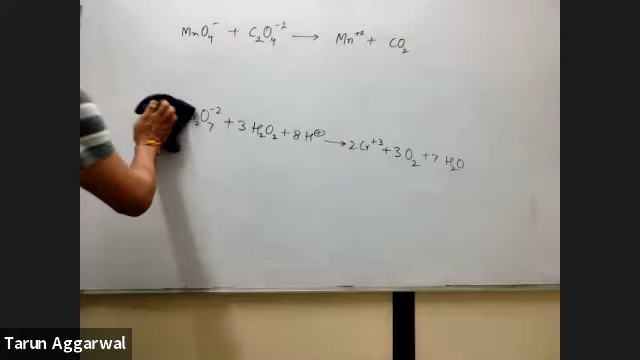 MnO₄⁻ + C₂O₄⁻² → Mn⁺² + CO₂
₂O₇⁻² + 3 H₂O₂ + 8 H⊕ → 2 Cr⁺³ + 3 O₂ + 7 H₂O
Tarun Aggarwal